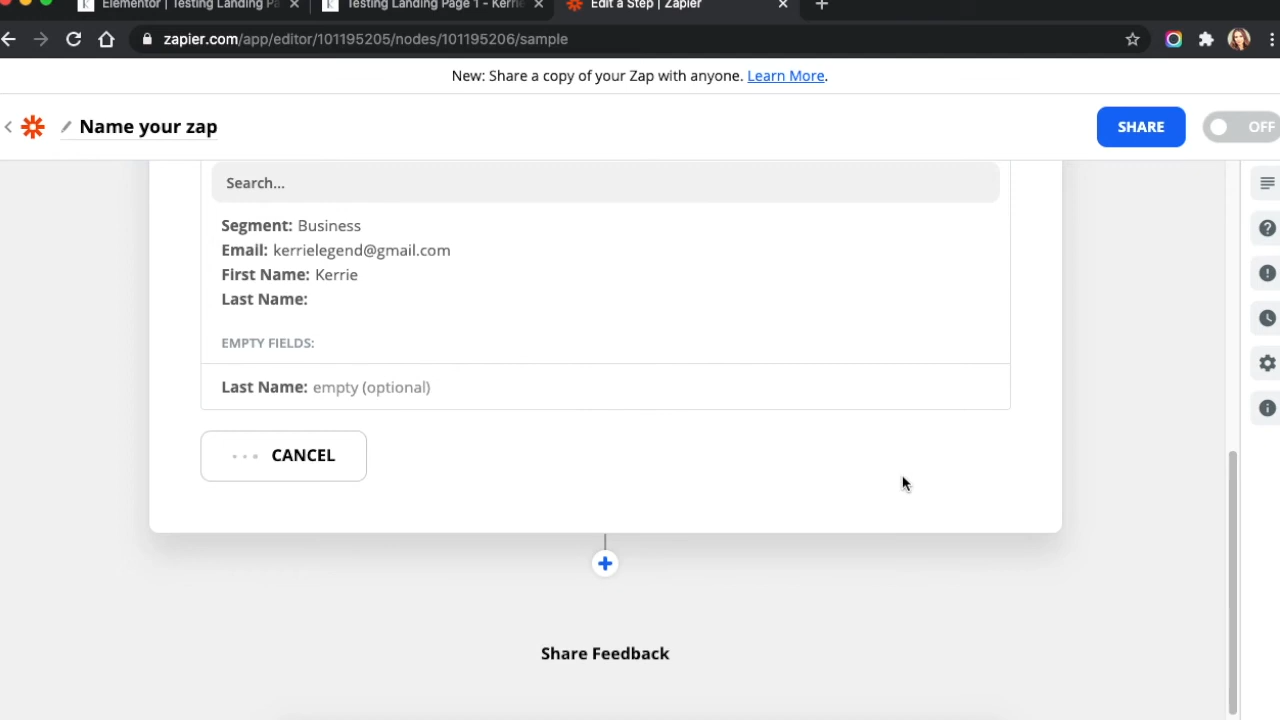 Elementor | Testing Landing Pa
Testing Landing Page 1 - Kerrie
Edit a Step | Zapier
zapier.com/app/editor/101195205/nodes/101195206/sample
New: Share a copy of your Zap with anyone. Learn More.
Name your zap
SHARE
OFF
Search...
Segment: Business
Email: kerrielegend@gmail.com
First Name: Kerrie
Last Name:
EMPTY FIELDS:
Last Name: empty (optional)
CANCEL
Share Feedback